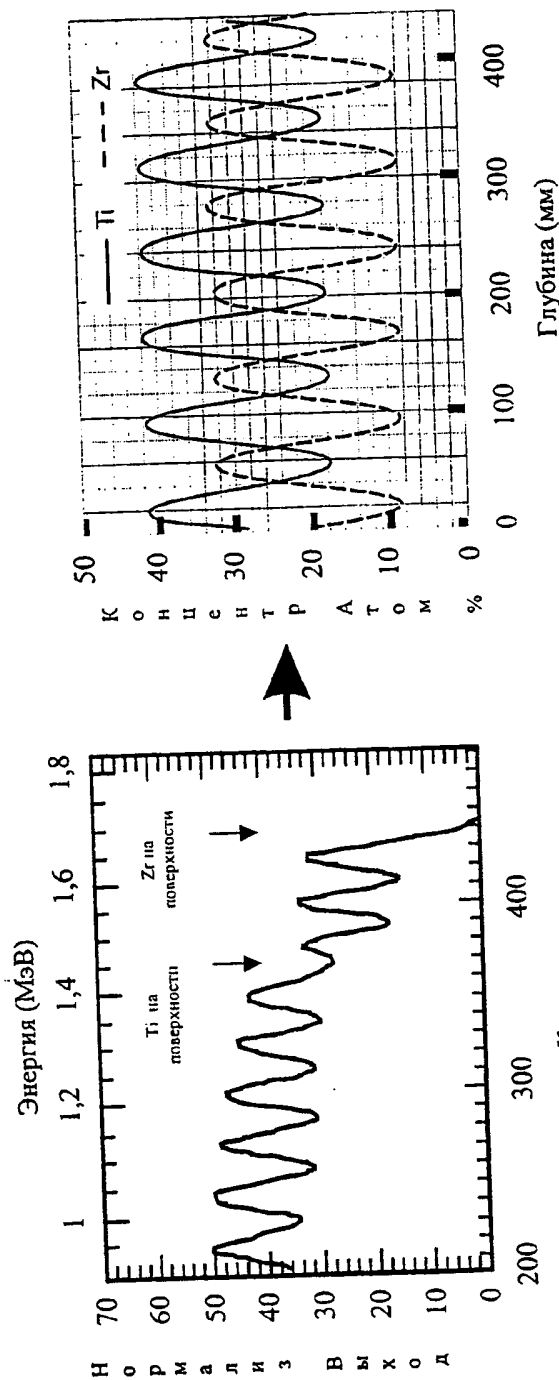 Энергия (МэВ)
1 1,2 1,4 1,6 1,8
Нормализ Выход
70
60
50
40
30
20
10
0
Ti на
поверхности
Zr на
поверхности
200 300 400
Концентр Атом %
50
40
30
20
10
0
Ti Zr
0 100 200 300 400
Глубина (мм)